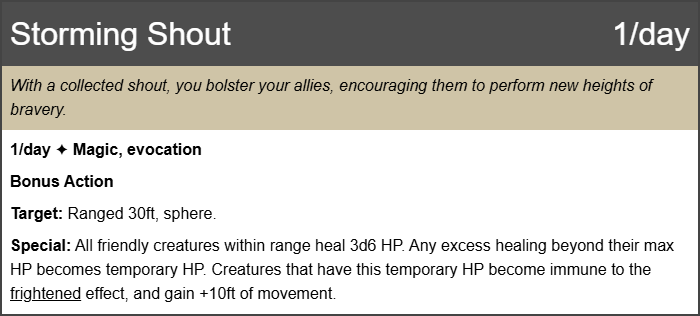 Storming Shout 1/day
With a collected shout, you bolster your allies, encouraging them to perform new heights of
bravery.
1/day ✦ Magic, evocation
Bonus Action
Target: Ranged 30ft, sphere.
Special: All friendly creatures within range heal 3d6 HP. Any excess healing beyond their max
HP becomes temporary HP. Creatures that have this temporary HP become immune to the
frightened effect, and gain +10ft of movement.